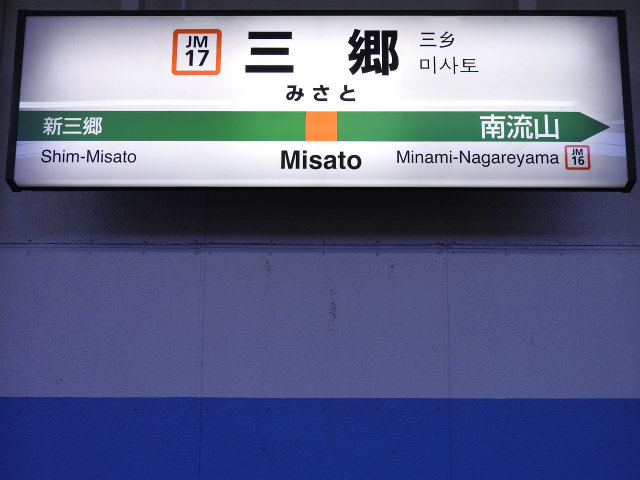 JM
17
三 郷
三乡
미사토
みさと
新三郷
南流山
Shim-Misato
Misato
Minami-Nagareyama
JM
16